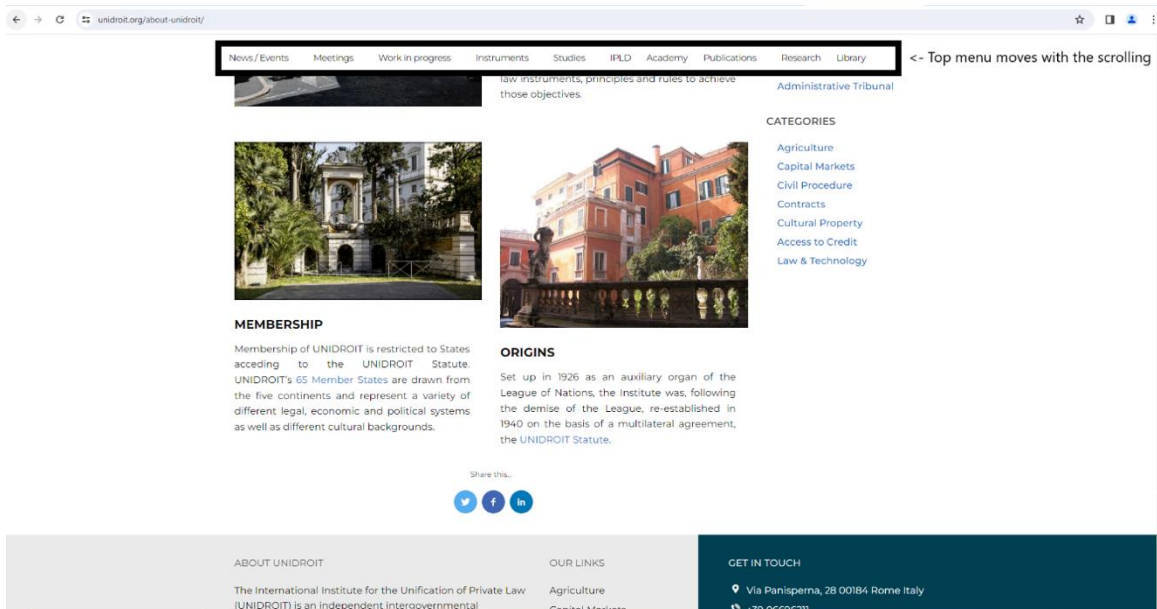 unidroit.org/about-unidroit/
News / Events Meetings Work in progress Instruments Studies IPLD Academy Publications Research Library
<- Top menu moves with the scrolling
law instruments, principles and rules to achieve
those objectives.
Administrative Tribunal
CATEGORIES
Agriculture
Capital Markets
Civil Procedure
Contracts
Cultural Property
Access to Credit
Law & Technology
MEMBERSHIP
Membership of UNIDROIT is restricted to States
acceding to the UNIDROIT Statute.
UNIDROIT's 65 Member States are drawn from
the five continents and represent a variety of
different legal, economic and political systems
as well as different cultural backgrounds.
ORIGINS
Set up in 1926 as an auxiliary organ of the
League of Nations, the Institute was, following
the demise of the League, re-established in
1940 on the basis of a multilateral agreement,
the UNIDROIT Statute.
Share this...
ABOUT UNIDROIT
The International Institute for the Unification of Private Law
(UNIDROIT) is an independent intergovernmental
OUR LINKS
Agriculture
Capital Markets
GET IN TOUCH
Via Panisperna, 28 00184 Rome Italy
+39 06696211